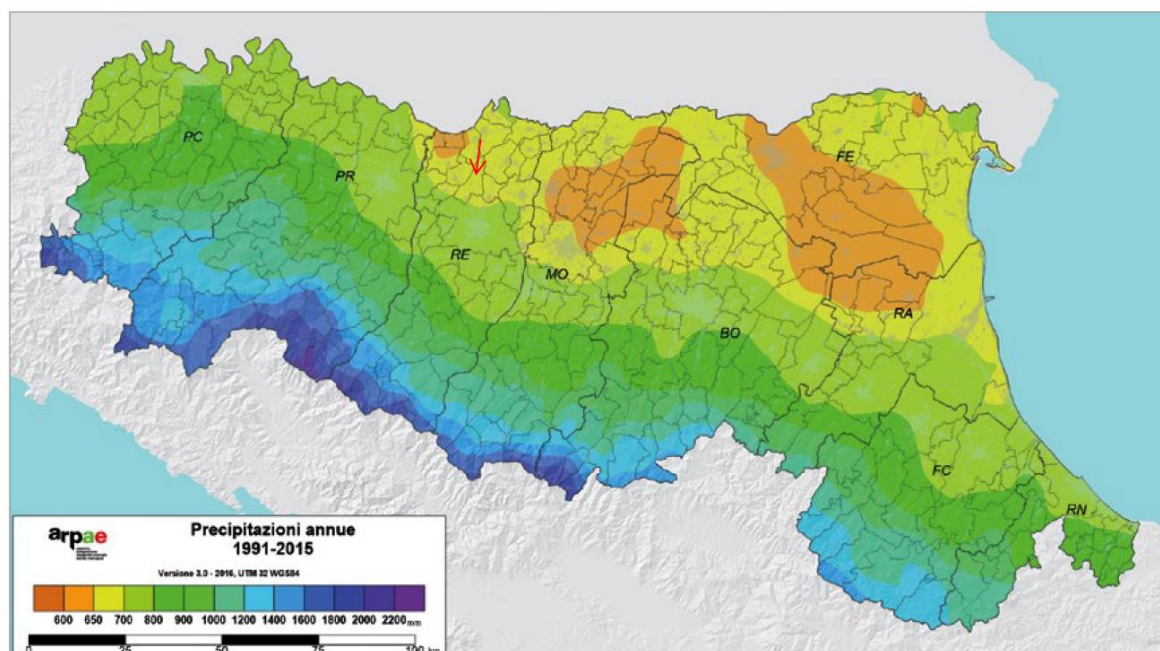 PC
FE
PR
RE
MO
RA
BO
FC
RN
arpae
Precipitazioni annue
1991-2015
Versione 3.0 - 2016, UTM 32 WGS84
600 650 700 800 900 1000 1200 1400 1600 1800 2000 2200 mm
0 25 50 75 100 km